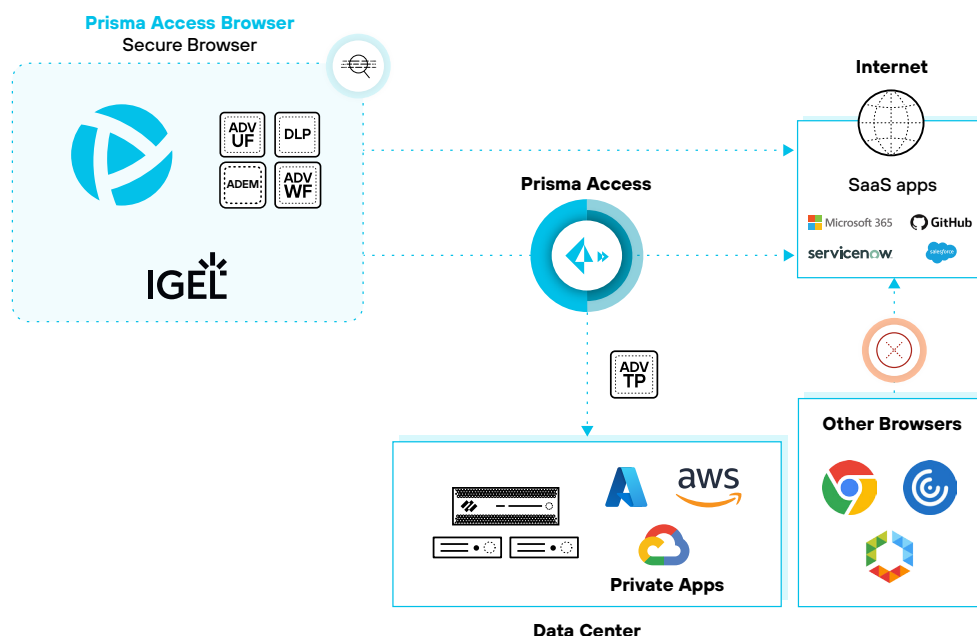 Prisma Access Browser
Secure Browser
ADV
UF
DLP
ADEM
ADV
WF
IGEL
Prisma Access
ADV
TP
Internet
SaaS apps
Microsoft 365
GitHub
servicenow
salesforce
Other Browsers
aws
Private Apps
Data Center